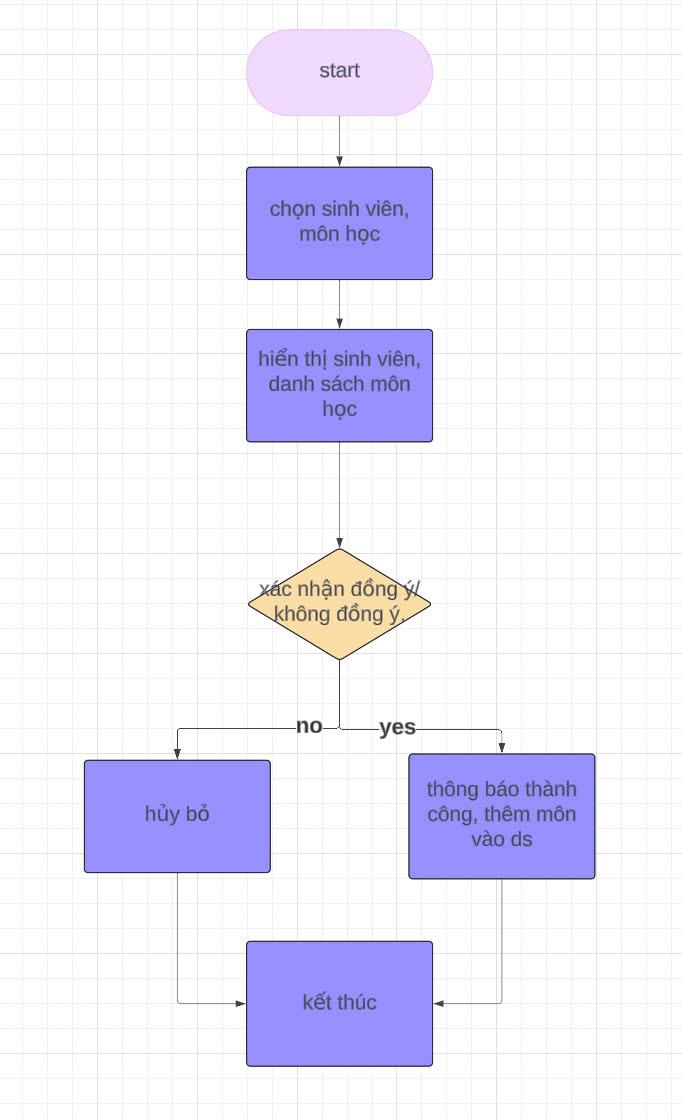 start
chọn sinh viên,
môn học
hiển thị sinh viên,
danh sách môn
học
xác nhận đồng ý/
không đồng ý.
no
yes
hủy bỏ
thông báo thành
công, thêm môn
vào ds
kết thúc